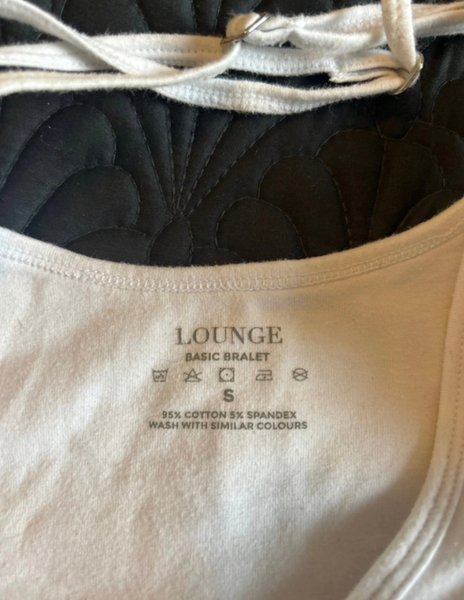 LOUNGE
BASIC BRALET
S
95% COTTON 5% SPANDEX
WASH WITH SIMILAR COLOURS